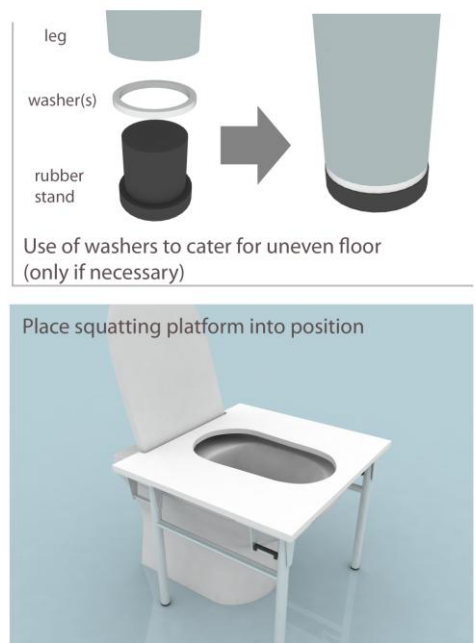 leg
washer(s)
rubber
stand
Use of washers to cater for uneven floor
(only if necessary)
Place squatting platform into position